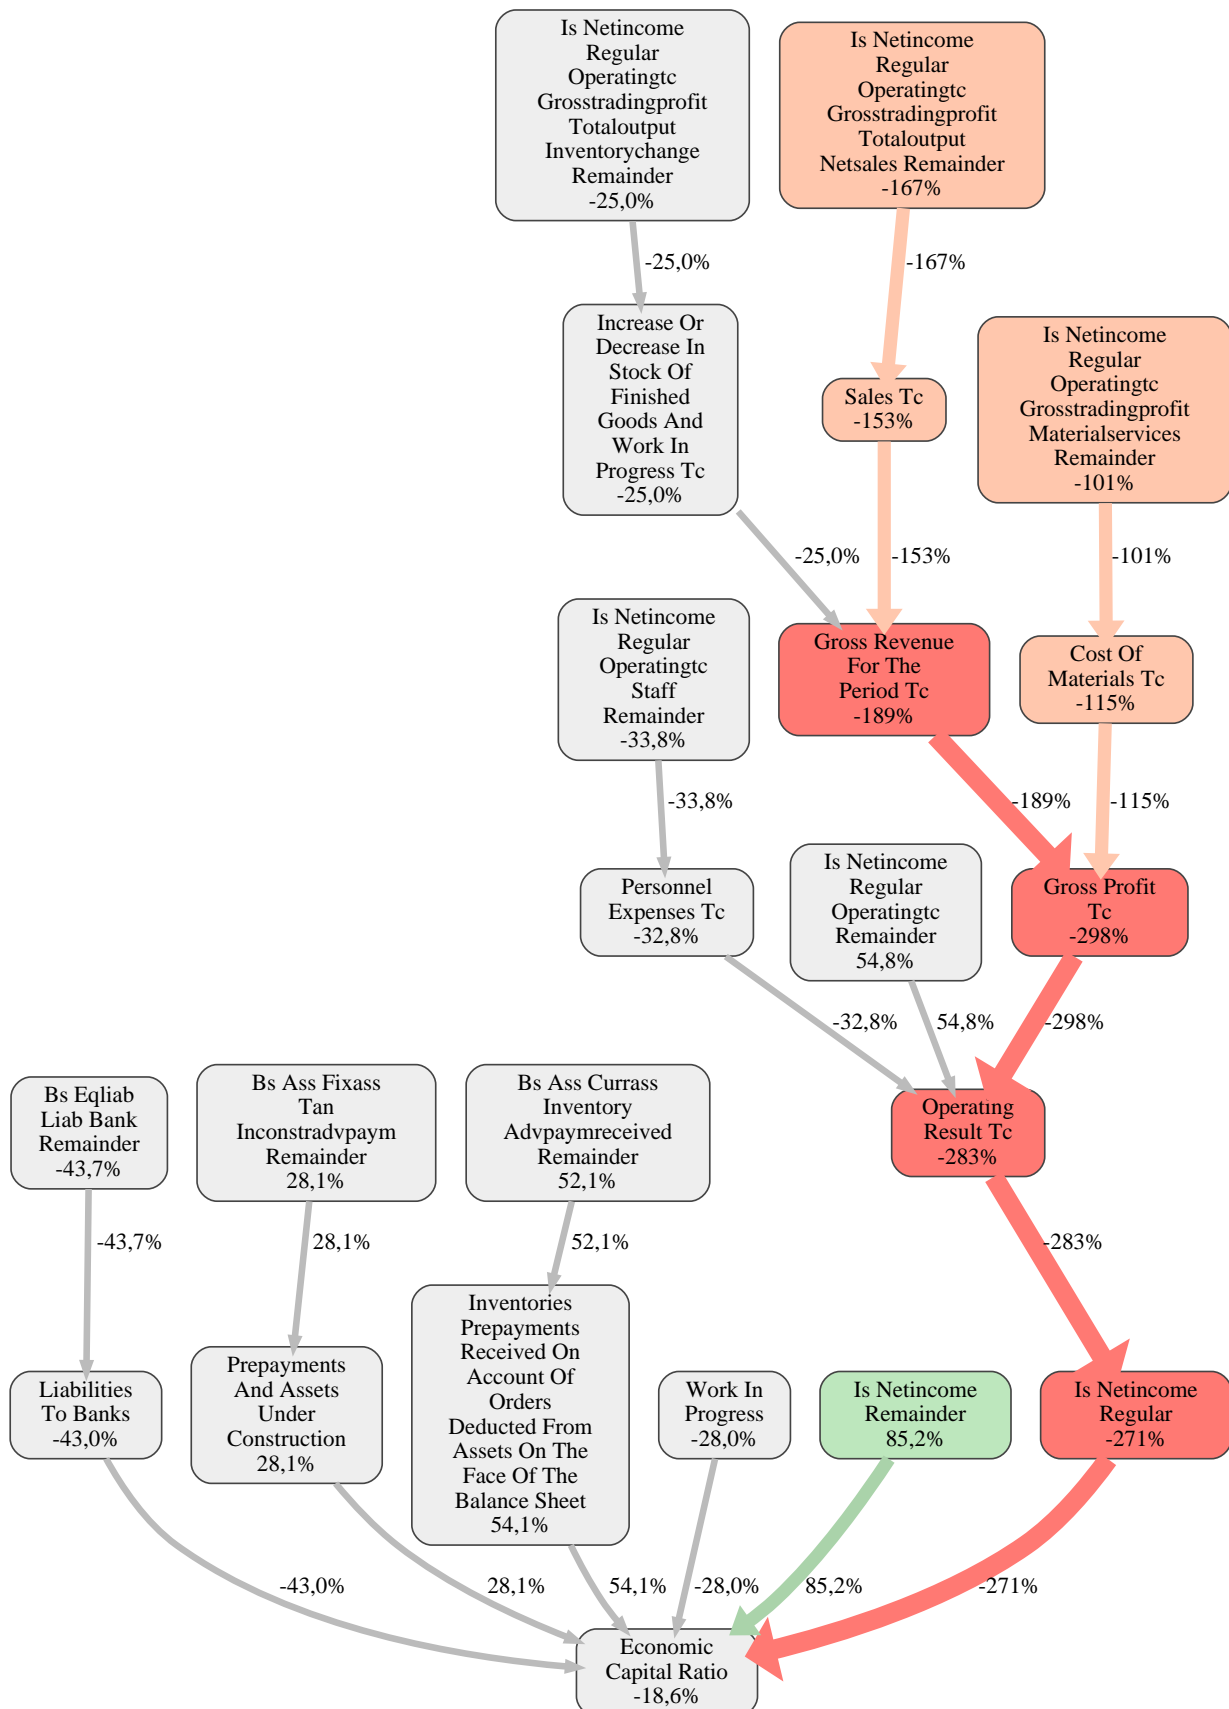 Is Netincome
Regular
Operatingtc
Grosstradingprofit
Totaloutput
Inventorychange
Remainder
-25,0%
Is Netincome
Regular
Operatingtc
Grosstradingprofit
Totaloutput
Netsales Remainder
-167%
-25,0%
-167%
Increase Or
Decrease In
Stock Of
Finished
Goods And
Work In
Progress Tc
-25,0%
Sales Tc
-153%
Is Netincome
Regular
Operatingtc
Grosstradingprofit
Materialservices
Remainder
-101%
-25,0%
-153%
-101%
Is Netincome
Regular
Operatingtc
Staff
Remainder
-33,8%
Gross Revenue
For The
Period Tc
-189%
Cost Of
Materials Tc
-115%
-33,8%
-189%
-115%
Personnel
Expenses Tc
-32,8%
Is Netincome
Regular
Operatingtc
Remainder
54,8%
Gross Profit
Tc
-298%
-32,8%
54,8%
-298%
Bs Eqliab
Liab Bank
Remainder
-43,7%
Bs Ass Fixass
Tan
Inconstradvpaym
Remainder
28,1%
Bs Ass Currass
Inventory
Advpaymreceived
Remainder
52,1%
Operating
Result Tc
-283%
-43,7%
28,1%
52,1%
-283%
Liabilities
To Banks
-43,0%
Prepayments
And Assets
Under
Construction
28,1%
Inventories
Prepayments
Received On
Account Of
Orders
Deducted From
Assets On The
Face Of The
Balance Sheet
54,1%
Work In
Progress
-28,0%
Is Netincome
Remainder
85,2%
Is Netincome
Regular
-271%
-43,0%
28,1%
54,1%
-28,0%
85,2%
-271%
Economic
Capital Ratio
-18,6%